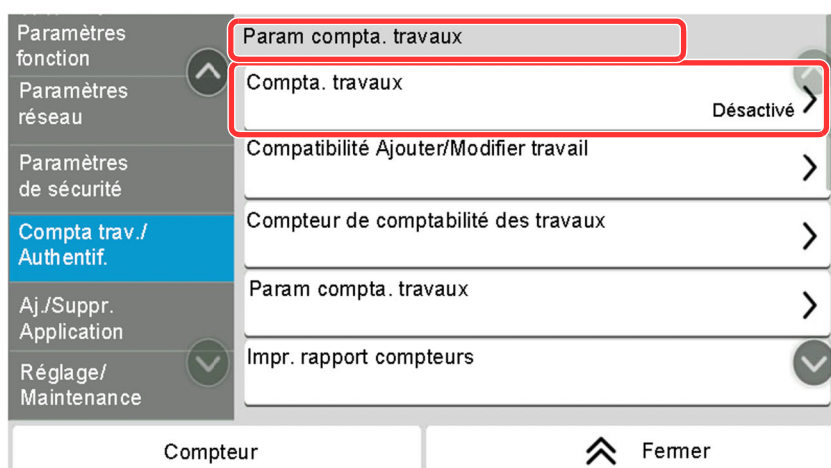 Paramètres
fonction
Paramètres
réseau
Paramètres
de sécurité
Compta trav./
Authentif.
Aj./Suppr.
Application
Réglage/
Maintenance
Param compta. travaux
Compta. travaux
Désactivé
Compatibilité Ajouter/Modifier travail
Compteur de comptabilité des travaux
Param compta. travaux
Impr. rapport compteurs
Compteur
Fermer